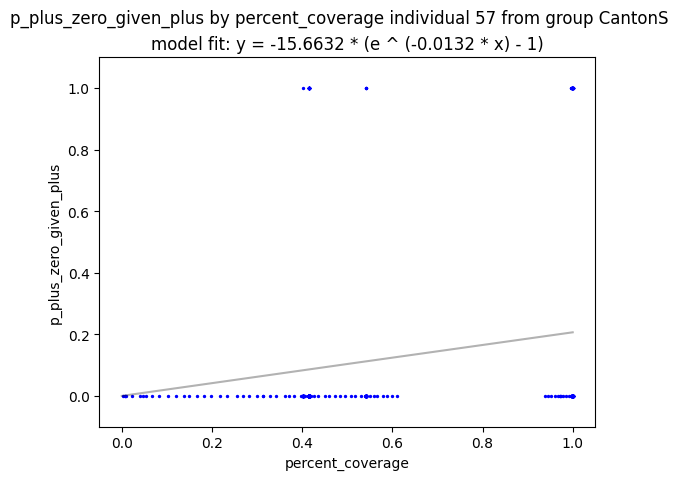 p_plus_zero_given_plus by percent_coverage individual 57 from group CantonS
model fit: y = -15.6632 * (e ^ (-0.0132 * x) - 1)
1.0
0.8
0.6
0.4
0.2
0.0
p_plus_zero_given_plus
0.0 0.2 0.4 0.6 0.8 1.0
percent_coverage